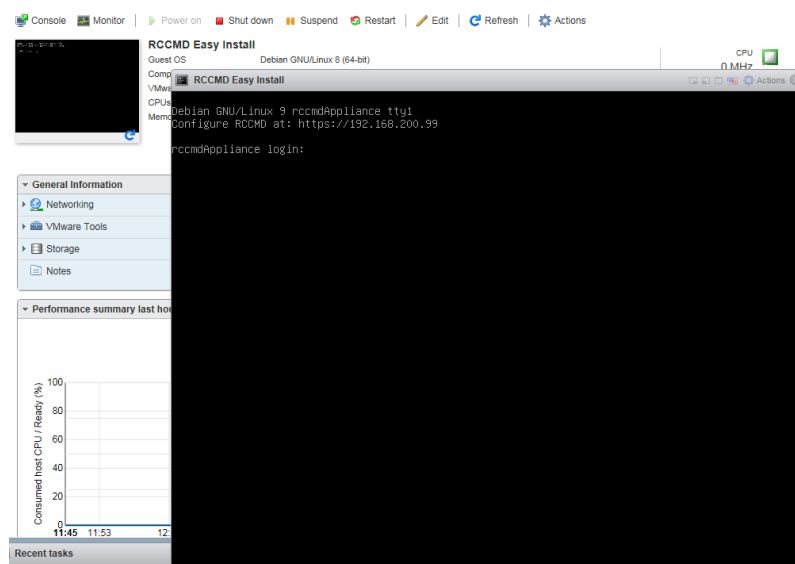 Console Monitor Power on Shut down Suspend Restart Edit Refresh Actions
RCCMD Easy Install
Guest OS Debian GNU/Linux 8 (64-bit)
CPU
0 MHz
RCCMD Easy Install
Actions
Debian GNU/Linux 9 rccmdAppliance tty1
Configure RCCMD at: https://192.168.200.99
rccmdAppliance login:
General Information
Networking
VMware Tools
Storage
Notes
Performance summary last hou
Consumed host CPU / Ready (%)
100
80
60
40
20
0
11:45 11:53 12:
Recent tasks